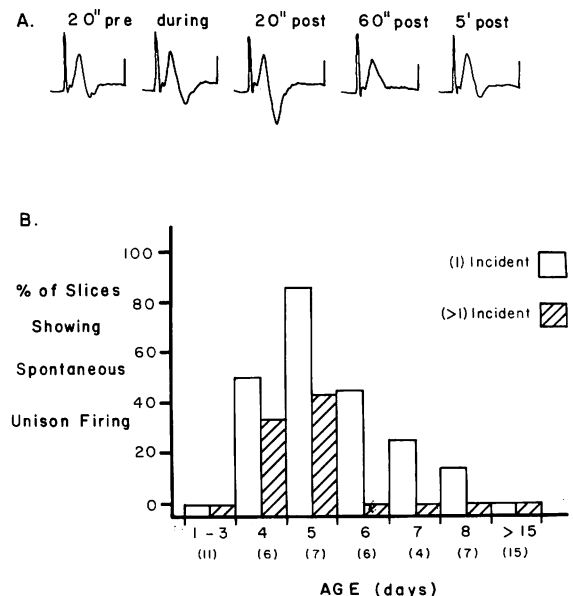 A.
20" pre during 20" post 60" post 5' post
B.
% of Slices
Showing
Spontaneous
Unison Firing
100
80
60
40
20
0
(1) Incident
(>1) Incident
1 - 3 4 5 6 7 8 > 15
(11) (6) (7) (6) (4) (7) (15)
AGE (days)